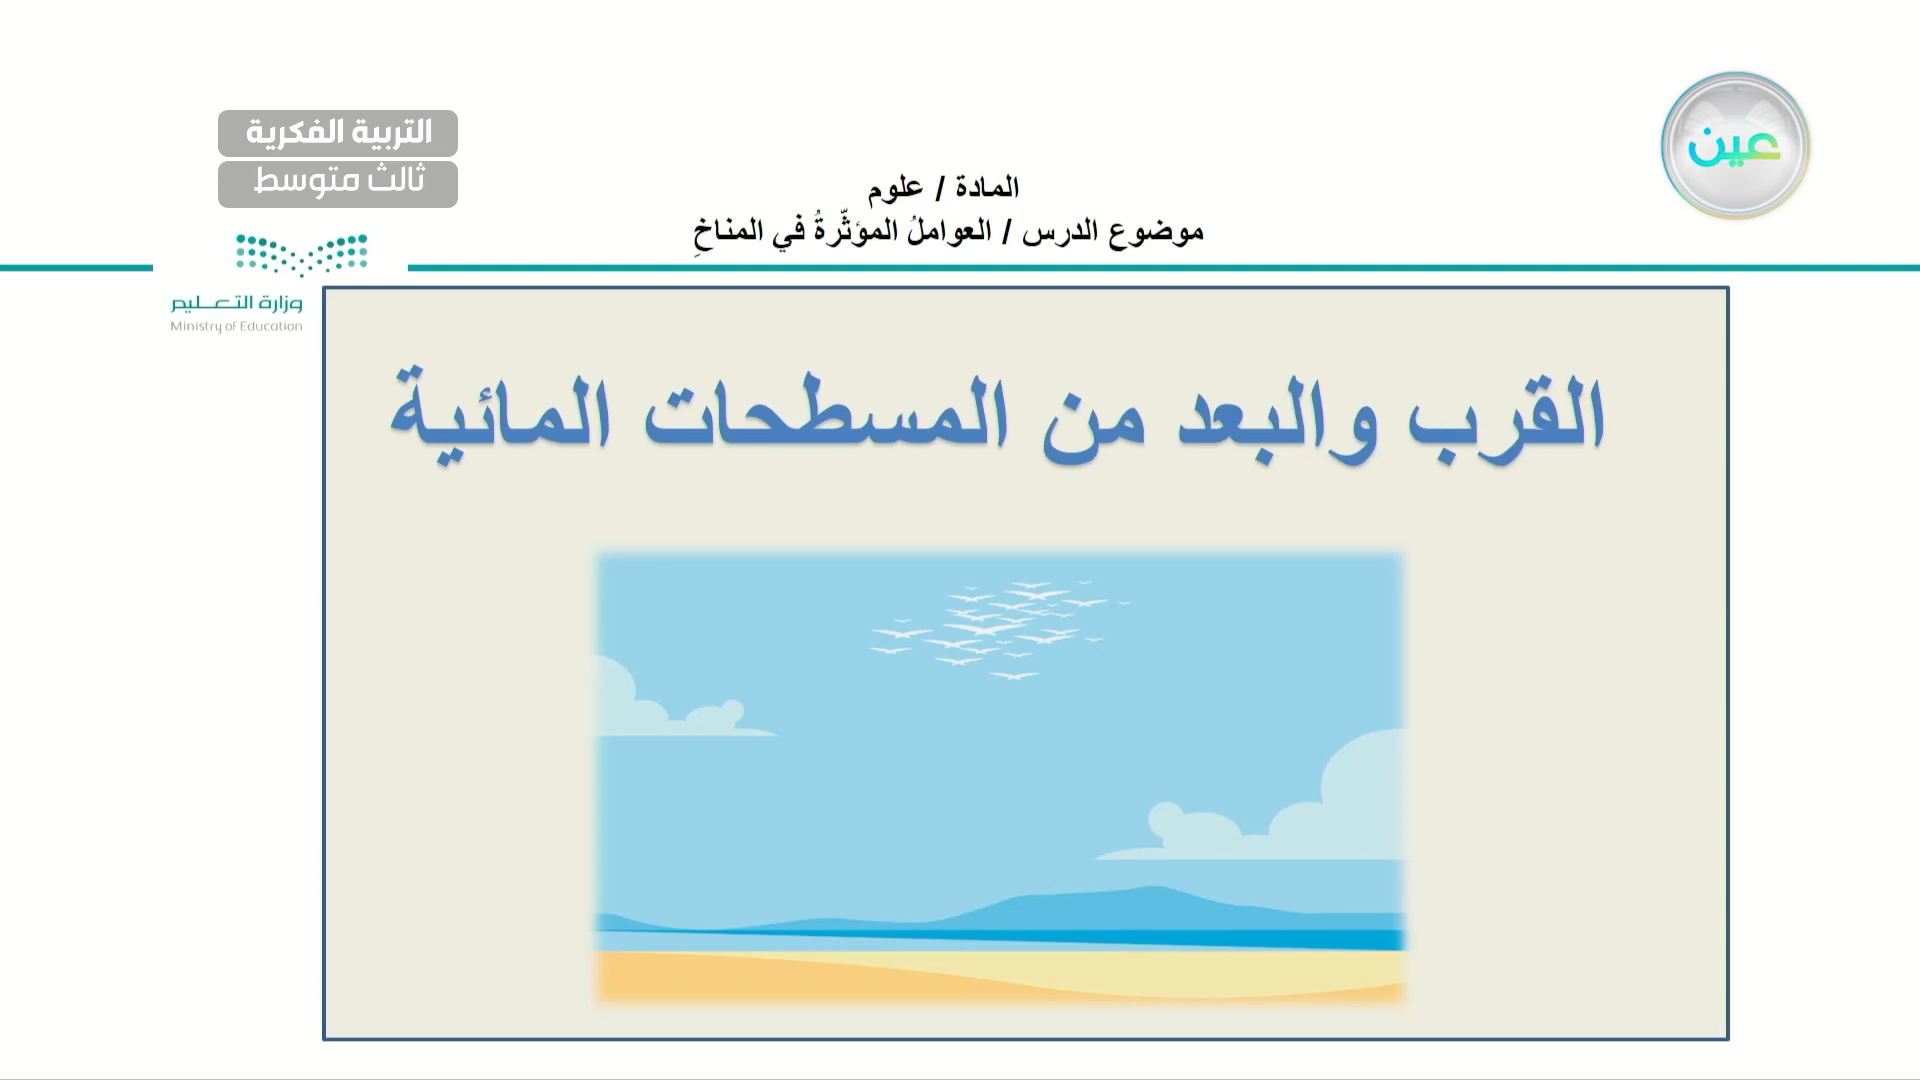 عين
التربية الفكرية
ثالث متوسط
المادة / علوم
موضوع الدرس / العواملُ المؤثّرةُ في المناخِ
وزارة التعليم
Ministry of Education
القرب والبعد من المسطحات المائية